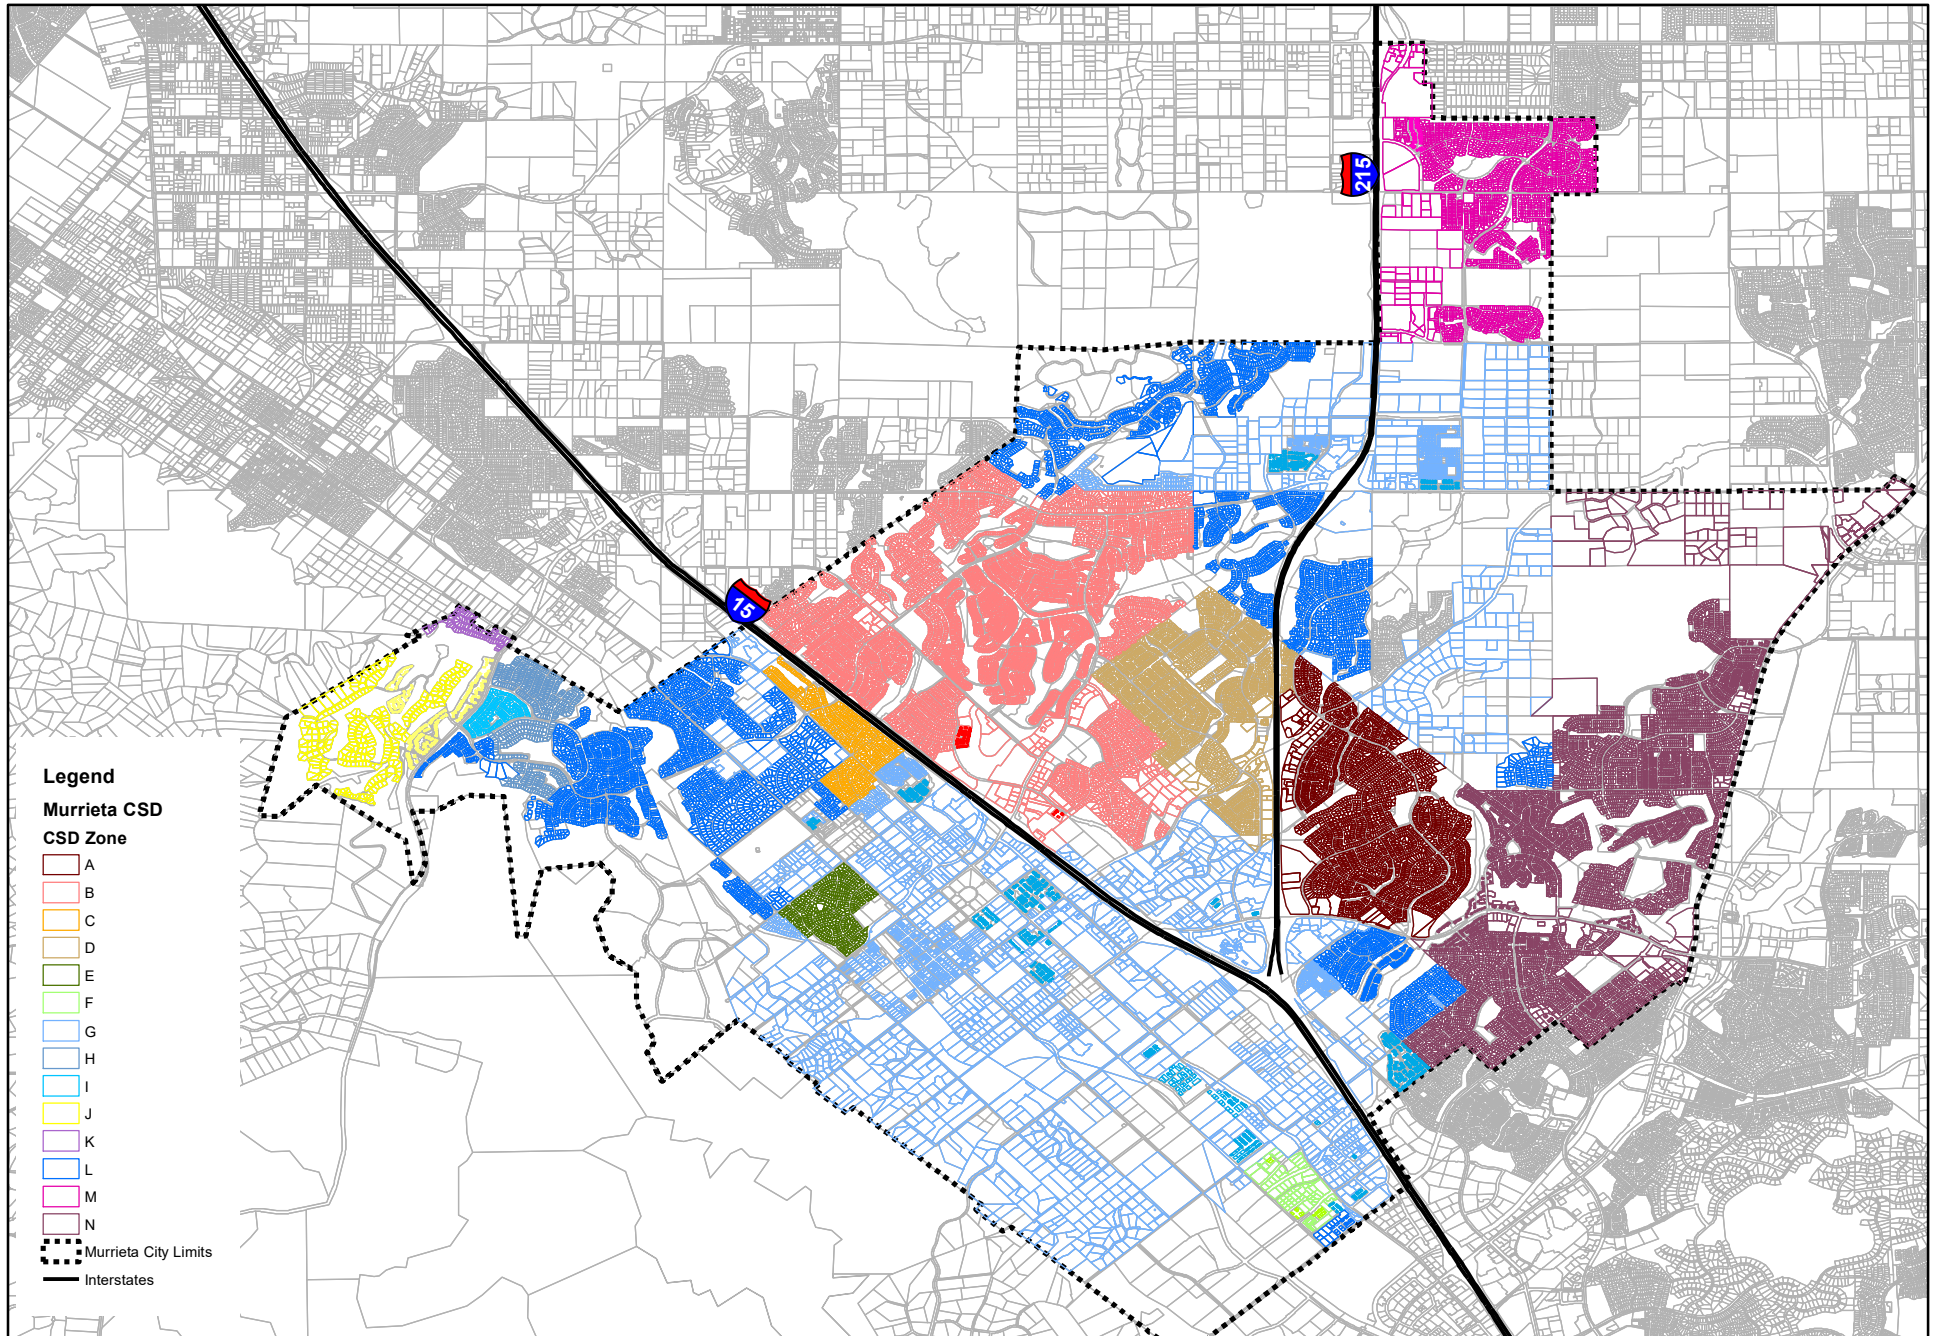 215
15
Legend
Murrieta CSD
CSD Zone
A
B
C
D
E
F
G
H
I
J
K
L
M
N
Murrieta City Limits
Interstates